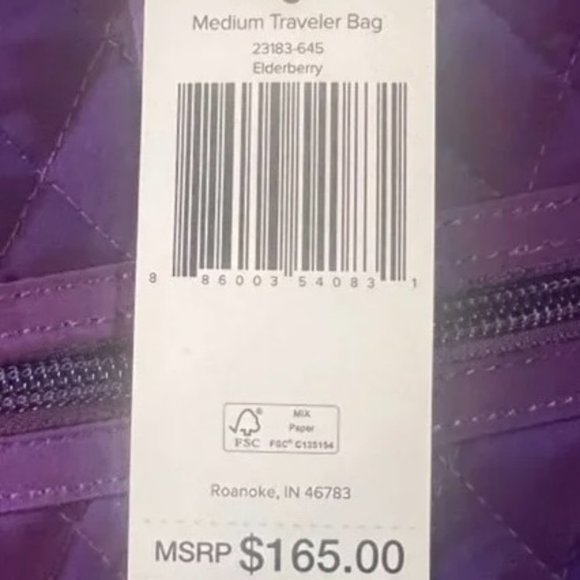 Medium Traveler Bag
23183-645
Elderberry
8 86003 54083 1
MIX
Paper
FSC® FSC® C135154
Roanoke, IN 46783
MSRP $165.00